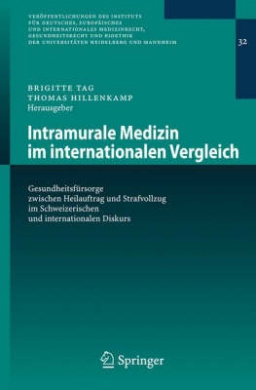 VERÖFFENTLICHUNGEN DES INSTITUTS
FÜR DEUTSCHES, EUROPÄISCHES
UND INTERNATIONALES MEDIZINRECHT,
GESUNDHEITSRECHT UND BIOETHIK
DER UNIVERSITÄTEN HEIDELBERG UND MANNHEIM
32
BRIGITTE TAG
THOMAS HILLENKAMP
Herausgeber
Intramurale Medizin
im internationalen Vergleich
Gesundheitsfürsorge
zwischen Heilauftrag und Strafvollzug
im Schweizerischen
und internationalen Diskurs
Springer